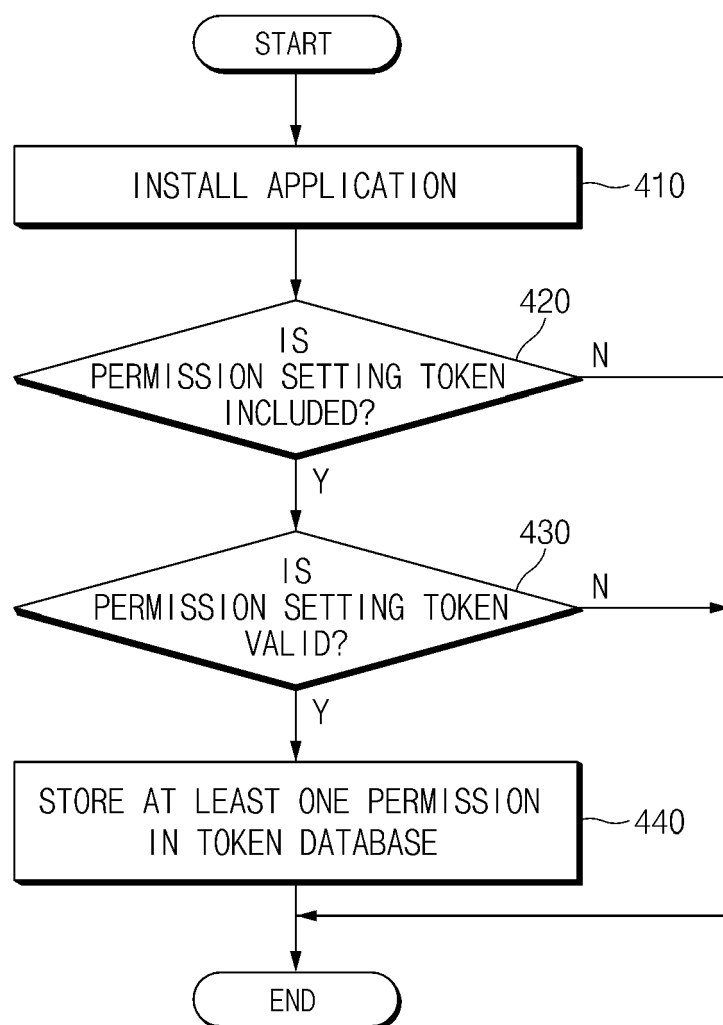 START
INSTALL APPLICATION
410
420
IS
PERMISSION SETTING TOKEN
INCLUDED?
N
Y
430
IS
PERMISSION SETTING TOKEN
VALID?
N
Y
STORE AT LEAST ONE PERMISSION
IN TOKEN DATABASE
440
END